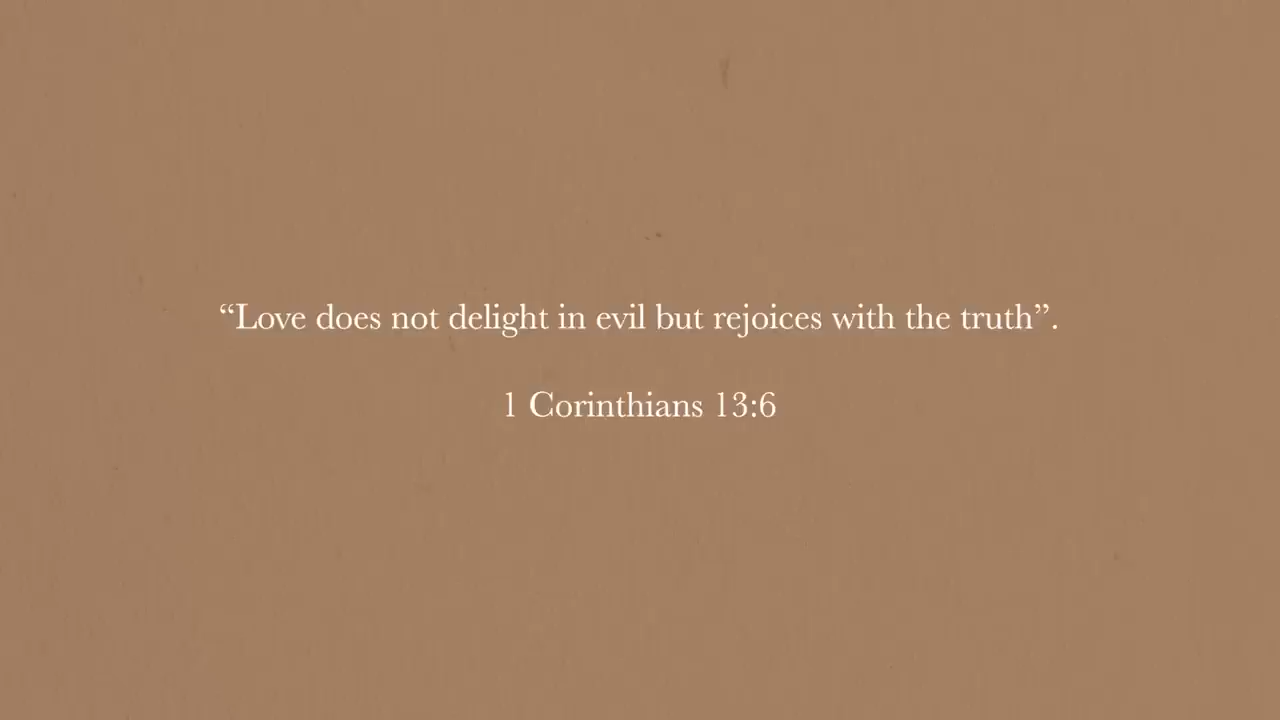 “Love does not delight in evil but rejoices with the truth”.
1 Corinthians 13:6